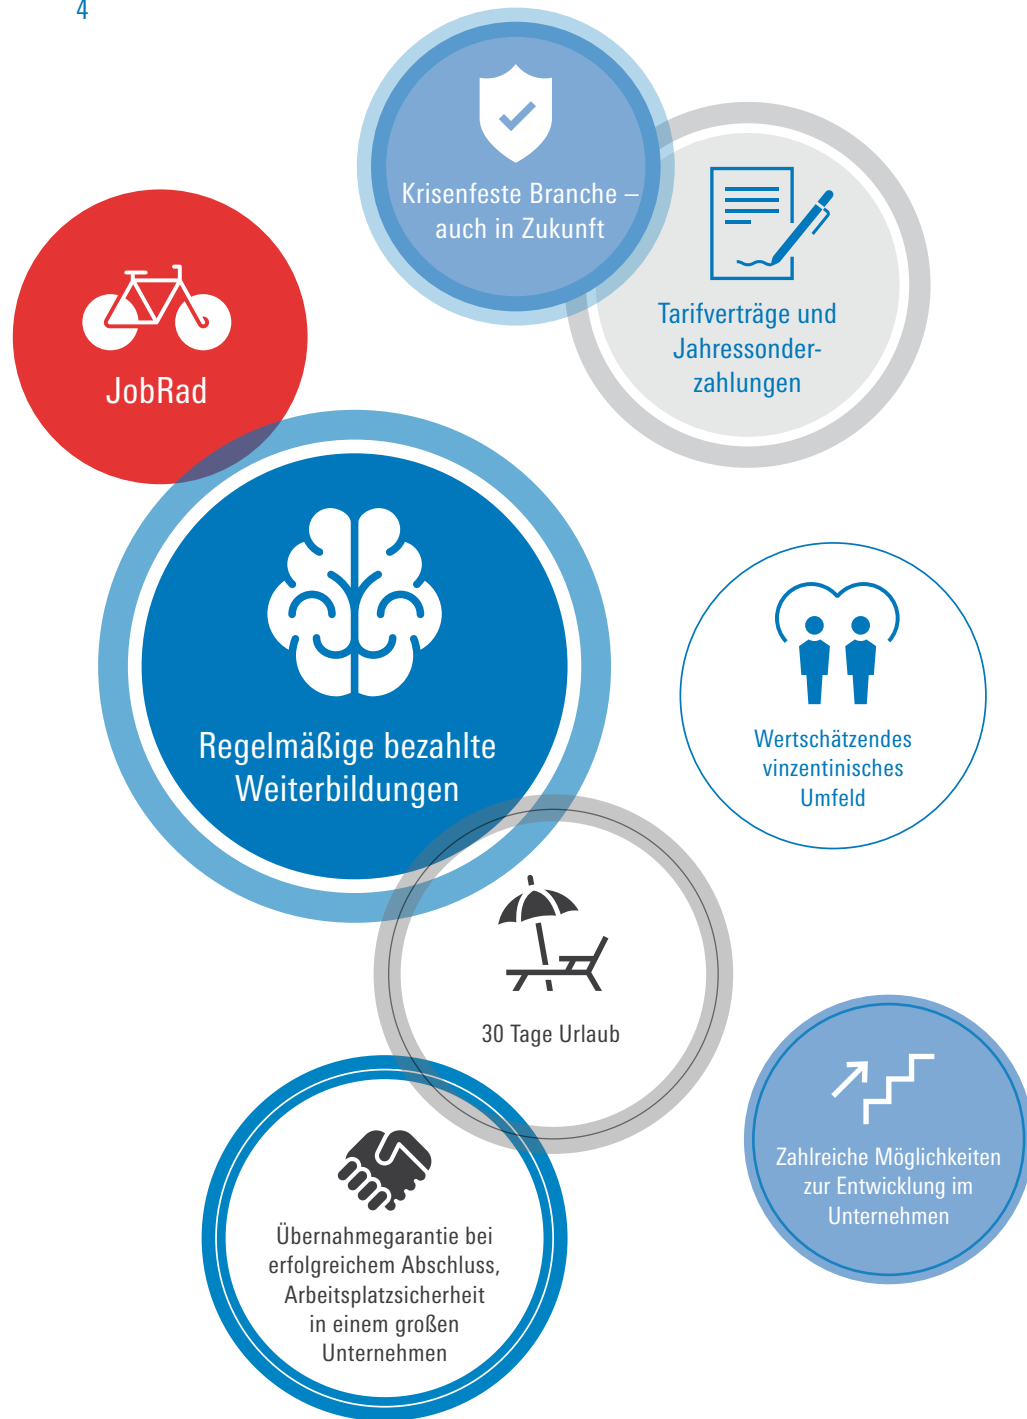 4
Krisenfeste Branche –
auch in Zukunft
Tarifverträge und
Jahressonder-
zahlungen
JobRad
Regelmäßige bezahlte
Weiterbildungen
Wertschätzendes
vinzentinisches
Umfeld
30 Tage Urlaub
Zahlreiche Möglichkeiten
zur Entwicklung im
Unternehmen
Übernahmegarantie bei
erfolgreichem Abschluss,
Arbeitsplatzsicherheit
in einem großen
Unternehmen